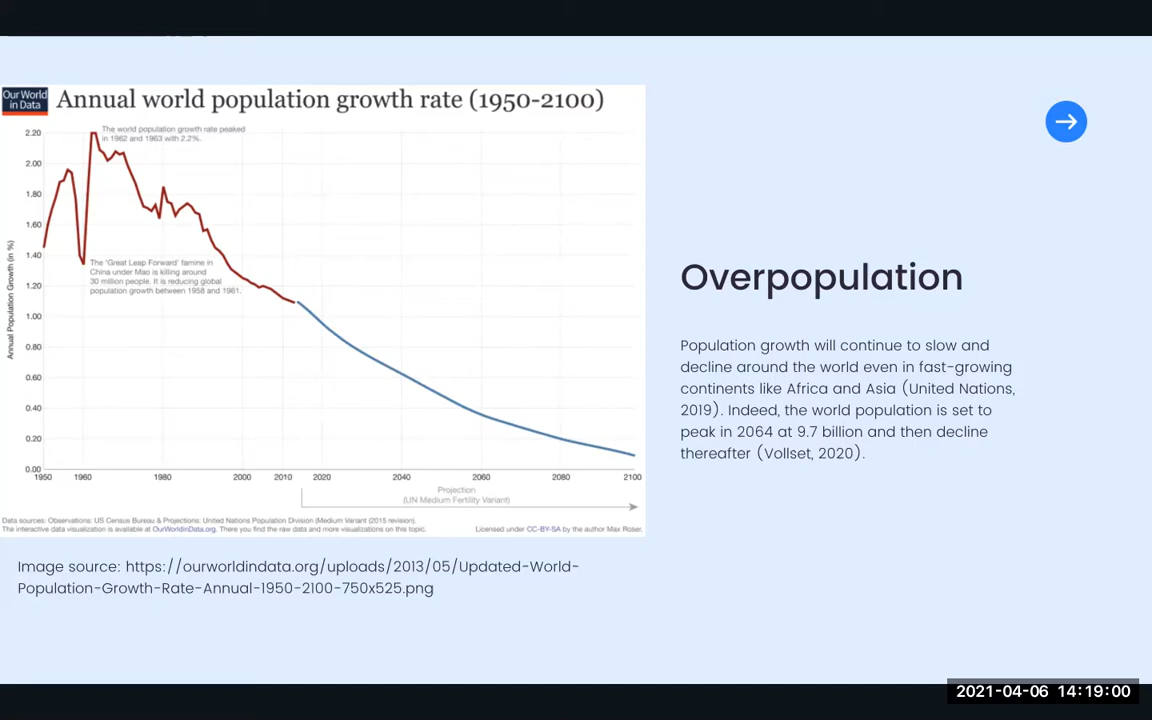 Our World
in Data
Annual world population growth rate (1950-2100)
The world population growth rate peaked
in 1962 and 1963 with 2.2%.
2.20
2.00
1.80
1.60
1.40
1.20
1.00
0.80
0.60
0.40
0.20
0.00
Annual Population Growth (in %)
The 'Great Leap Forward' famine in
China under Mao is killing around
30 million people. It is reducing global
population growth between 1958 and 1961.
1950 1960 1980 2000 2010 2020 2040 2060 2080 2100
Projection
(UN Medium Fertility Variant)
Data sources: Observations: US Census Bureau & Projections: United Nations Population Division (Medium Variant (2015 revision).
The interactive data visualization is available at OurWorldinData.org. There you find the raw data and more visualizations on this topic.
Licensed under CC-BY-SA by the author Max Roser.
Image source: https://ourworldindata.org/uploads/2013/05/Updated-World-
Population-Growth-Rate-Annual-1950-2100-750x525.png
Overpopulation
Population growth will continue to slow and
decline around the world even in fast-growing
continents like Africa and Asia (United Nations,
2019). Indeed, the world population is set to
peak in 2064 at 9.7 billion and then decline
thereafter (Vollset, 2020).
2021-04-06 14:19:00